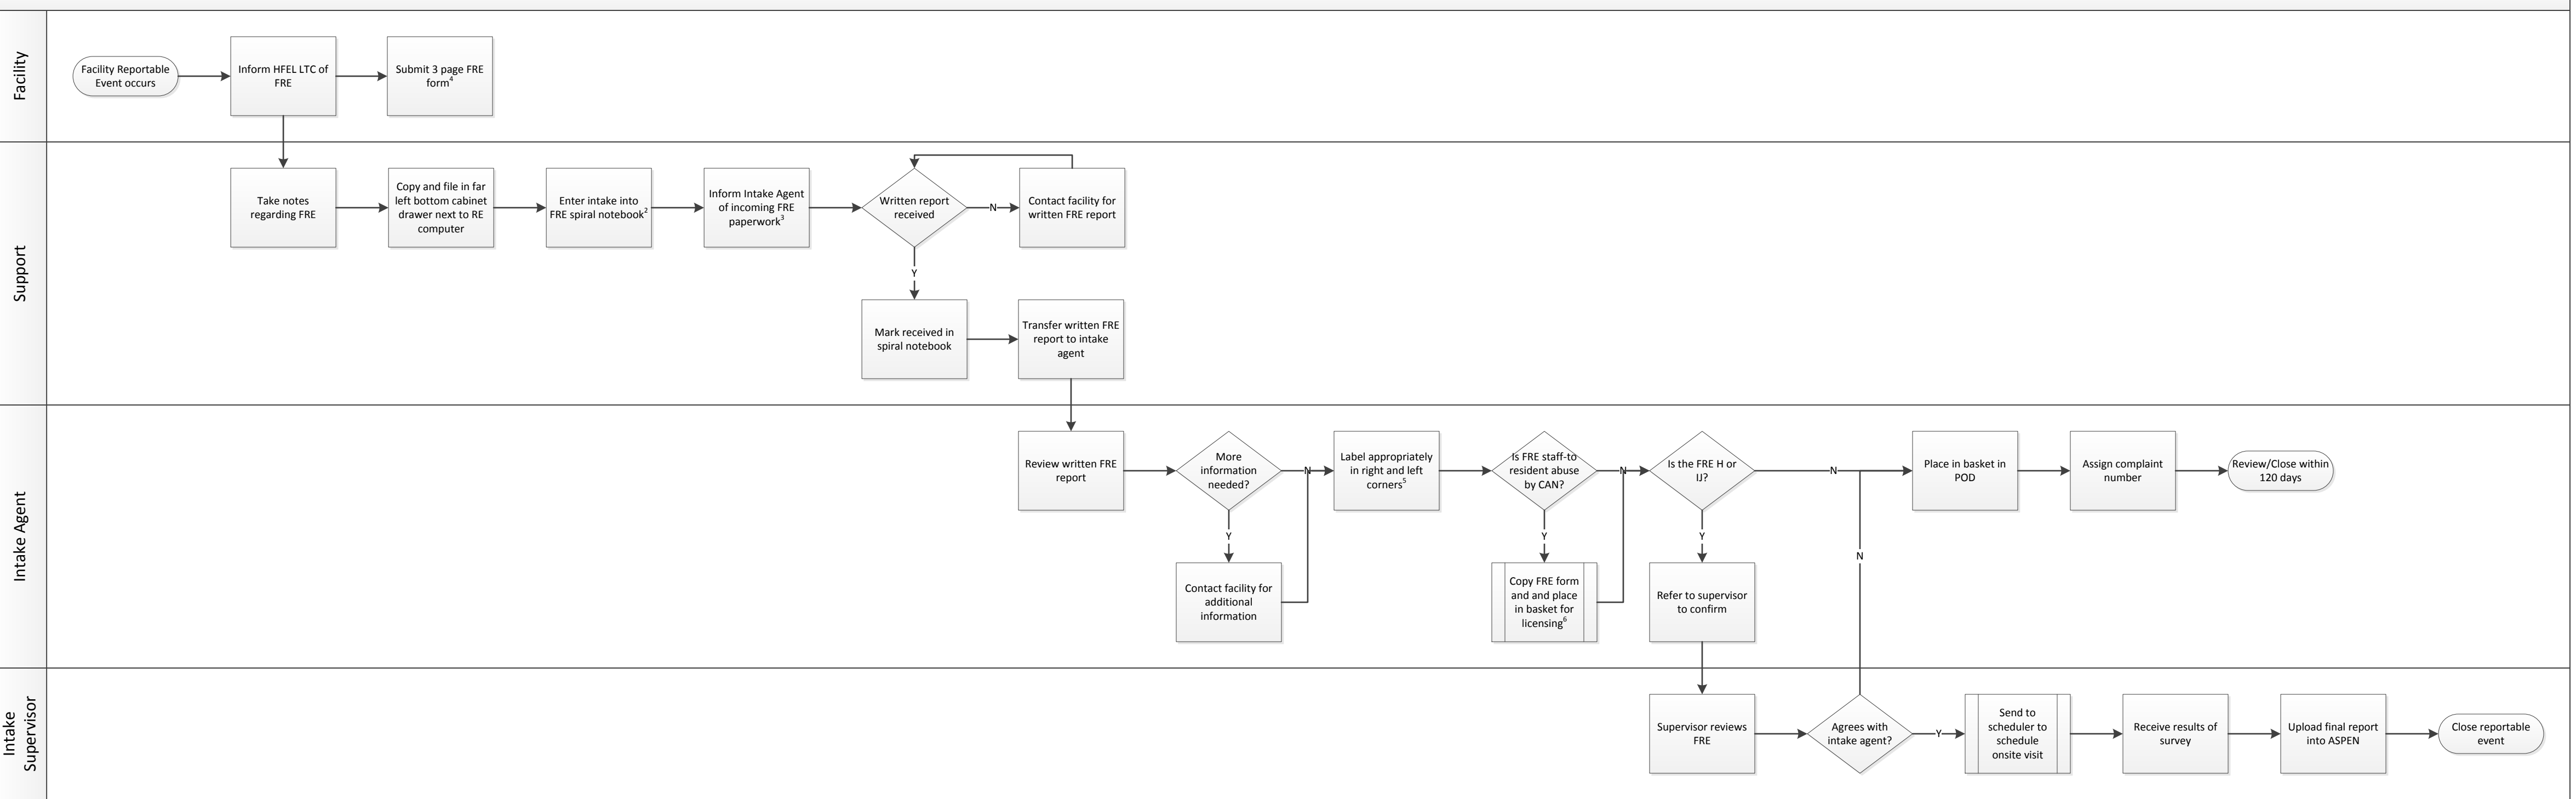 Facility
Facility Reportable
Event occurs
Inform HFEL LTC of
FRE
Submit 3 page FRE
form4
Support
Take notes
regarding FRE
Copy and file in far
left bottom cabinet
drawer next to RE
computer
Enter intake into
FRE spiral notebook2
Inform Intake Agent
of incoming FRE
paperwork3
Written report
received
N
Contact facility for
written FRE report
Y
Mark received in
spiral notebook
Transfer written FRE
report to intake
agent
Intake Agent
Review written FRE
report
More
information
needed?
N
Label appropriately
in right and left
corners5
Is FRE staff-to
resident abuse
by CAN?
N
Is the FRE H or
IJ?
N
Place in basket in
POD
Assign complaint
number
Review/Close within
120 days
Y
Y
Y
N
Contact facility for
additional
information
Copy FRE form
and and place
in basket for
licensing6
Refer to supervisor
to confirm
Intake
Supervisor
Supervisor reviews
FRE
Agrees with
intake agent?
Y
Send to
scheduler to
schedule
onsite visit
Receive results of
survey
Upload final report
into ASPEN
Close reportable
event